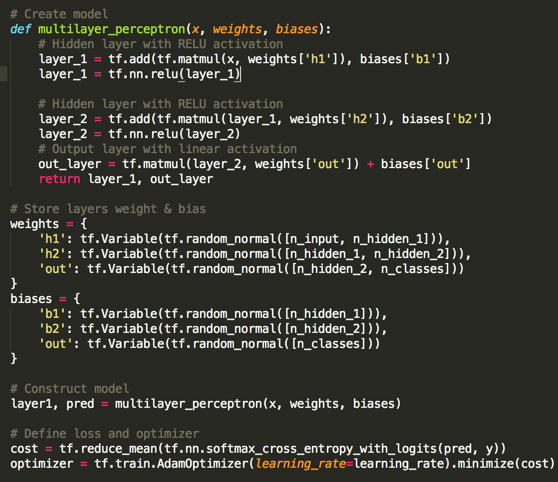 # Create model
def multilayer_perceptron(x, weights, biases):
    # Hidden layer with RELU activation
    layer_1 = tf.add(tf.matmul(x, weights['h1']), biases['b1'])
    layer_1 = tf.nn.relu(layer_1)

    # Hidden layer with RELU activation
    layer_2 = tf.add(tf.matmul(layer_1, weights['h2']), biases['b2'])
    layer_2 = tf.nn.relu(layer_2)
    # Output layer with linear activation
    out_layer = tf.matmul(layer_2, weights['out']) + biases['out']
    return layer_1, out_layer

# Store layers weight & bias
weights = {
    'h1': tf.Variable(tf.random_normal([n_input, n_hidden_1])),
    'h2': tf.Variable(tf.random_normal([n_hidden_1, n_hidden_2])),
    'out': tf.Variable(tf.random_normal([n_hidden_2, n_classes]))
}
biases = {
    'b1': tf.Variable(tf.random_normal([n_hidden_1])),
    'b2': tf.Variable(tf.random_normal([n_hidden_2])),
    'out': tf.Variable(tf.random_normal([n_classes]))
}

# Construct model
layer1, pred = multilayer_perceptron(x, weights, biases)

# Define loss and optimizer
cost = tf.reduce_mean(tf.nn.softmax_cross_entropy_with_logits(pred, y))
optimizer = tf.train.AdamOptimizer(learning_rate=learning_rate).minimize(cost)